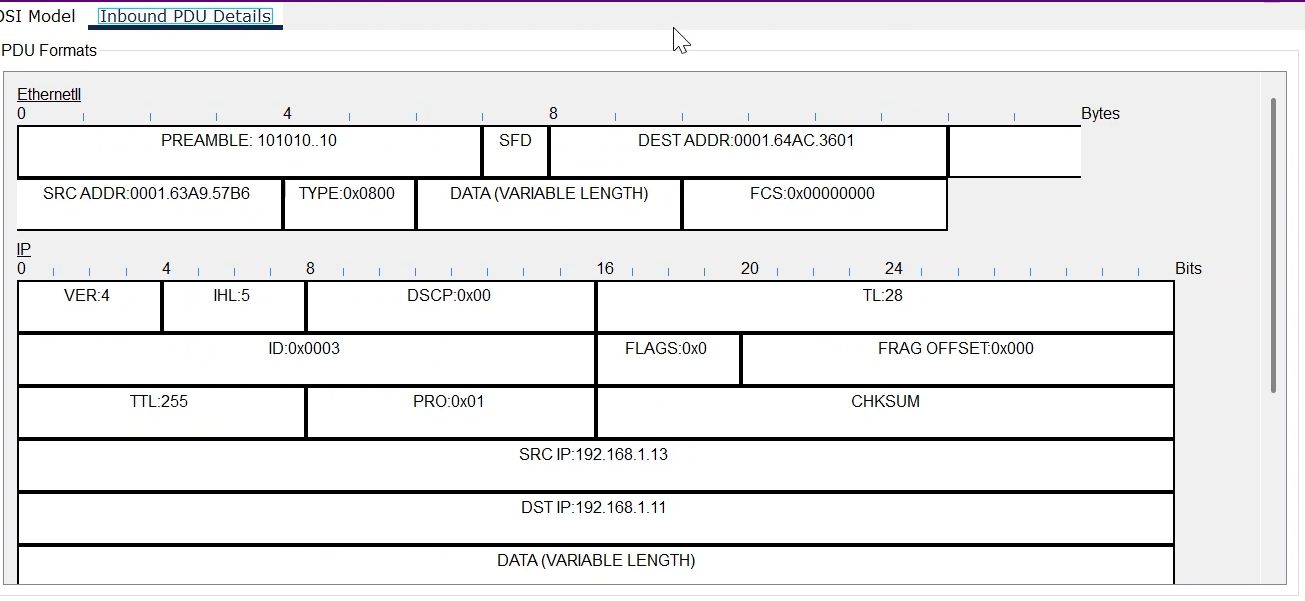 OSI Model Inbound PDU Details
PDU Formats
EthernetII
0 4 8 Bytes
PREAMBLE: 101010..10 SFD DEST ADDR:0001.64AC.3601
SRC ADDR:0001.63A9.57B6 TYPE:0x0800 DATA (VARIABLE LENGTH) FCS:0x00000000
IP
0 4 8 16 20 24 Bits
VER:4 IHL:5 DSCP:0x00 TL:28
ID:0x0003 FLAGS:0x0 FRAG OFFSET:0x000
TTL:255 PRO:0x01 CHKSUM
SRC IP:192.168.1.13
DST IP:192.168.1.11
DATA (VARIABLE LENGTH)